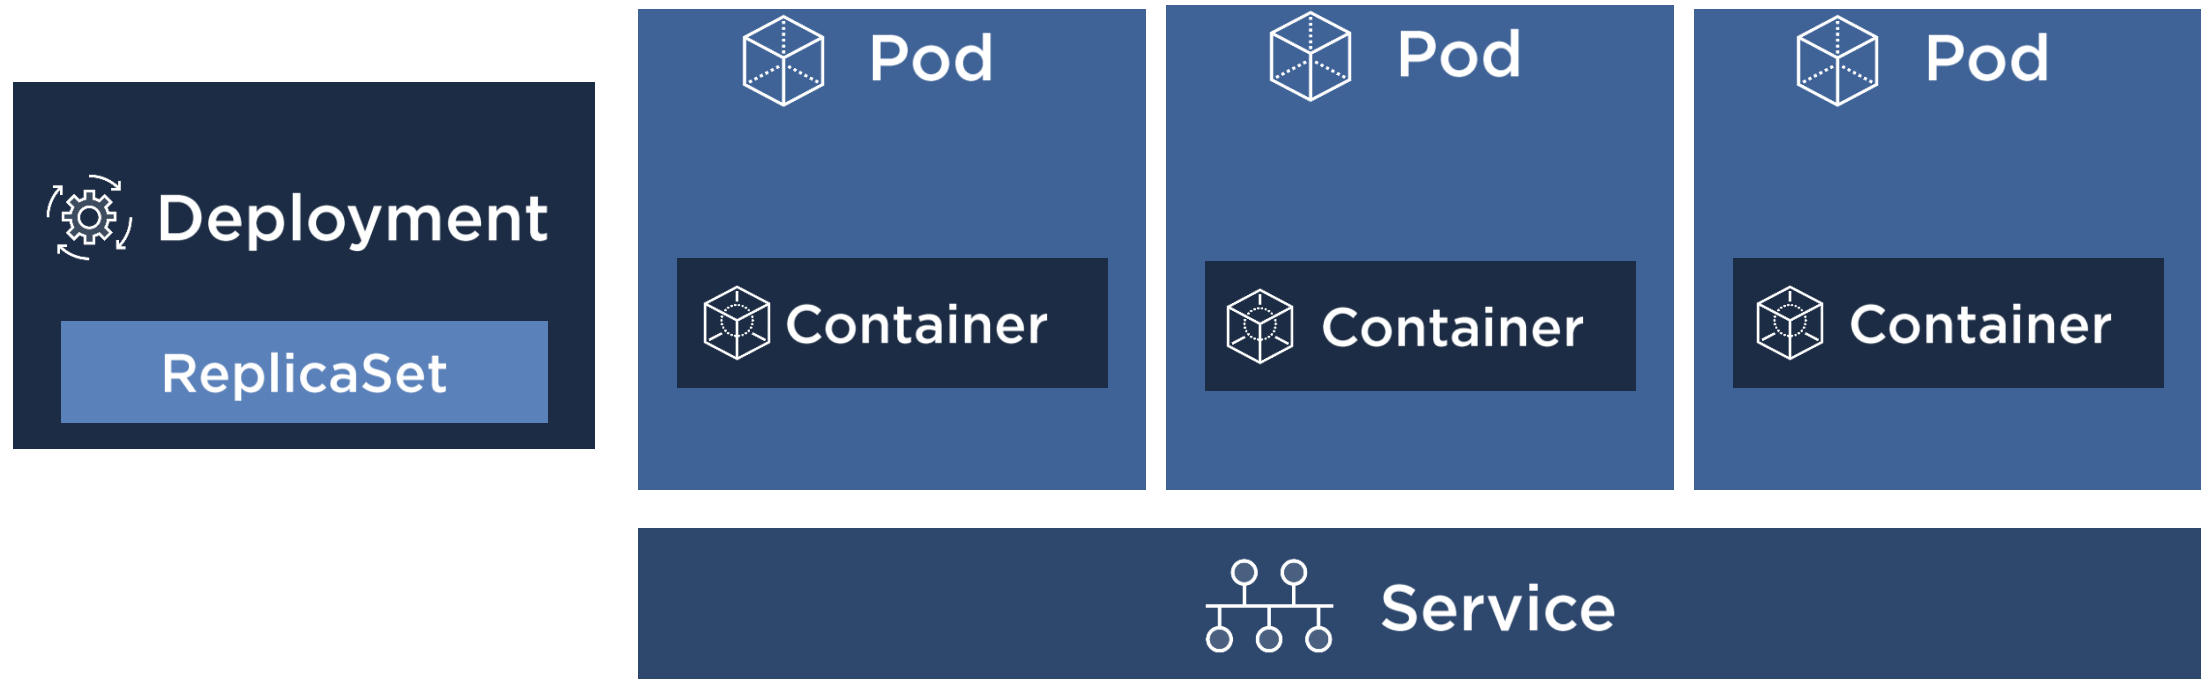 Deployment
ReplicaSet
Pod
Container
Pod
Container
Pod
Container
Service